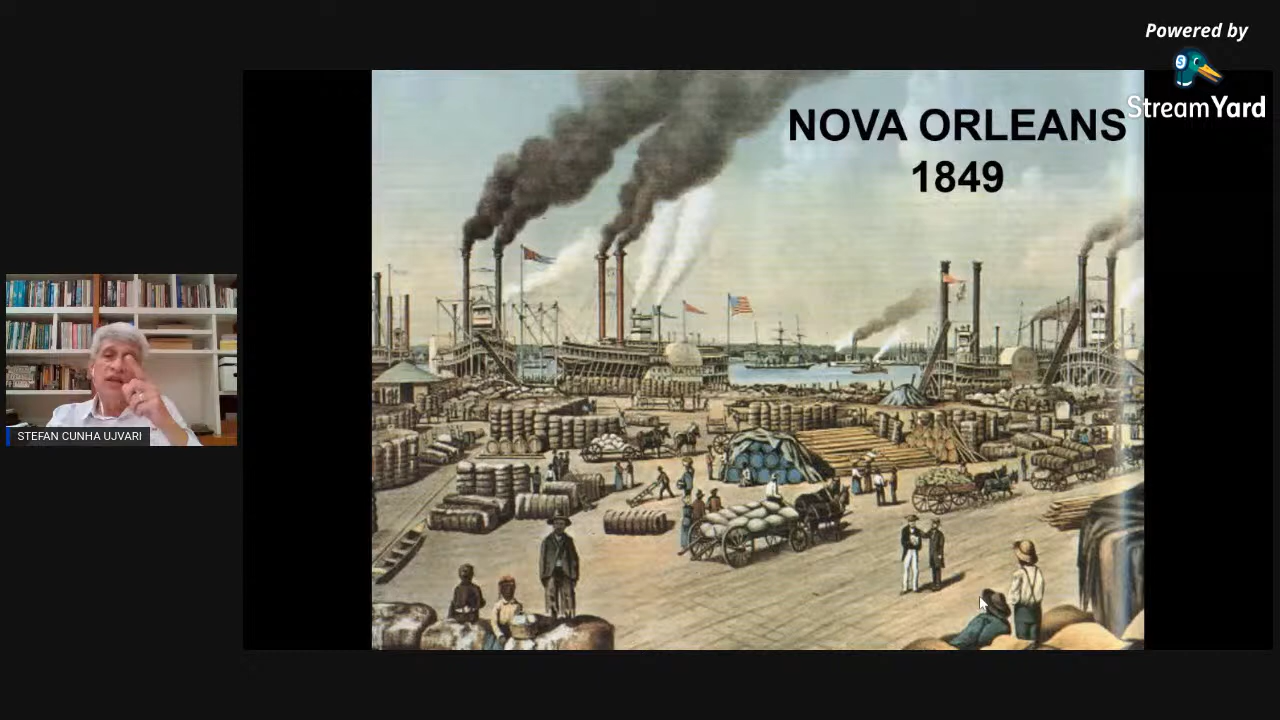 Powered by
StreamYard
NOVA ORLEANS
1849
STEFAN CUNHA UJVARI